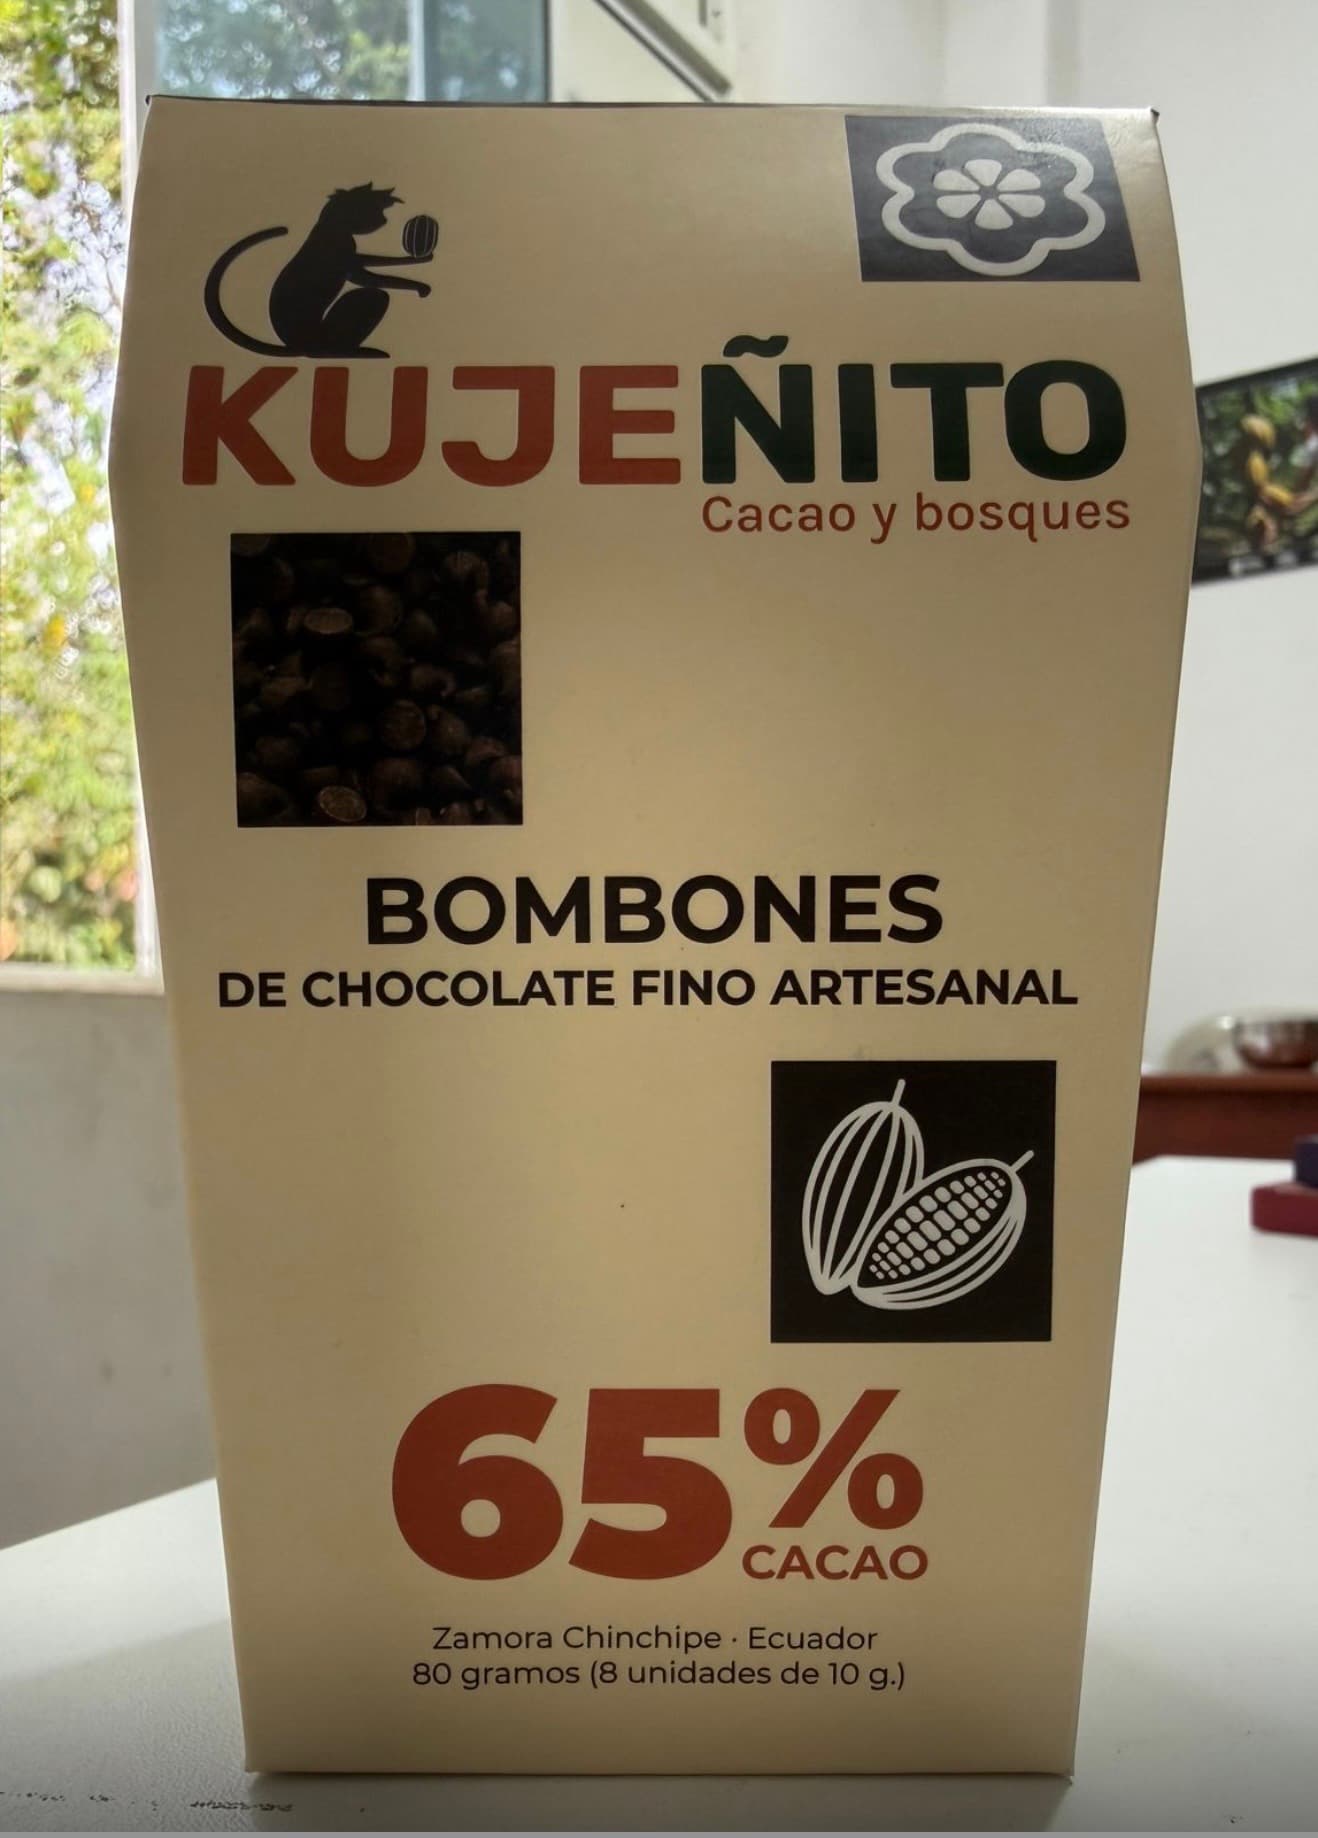 KUJEÑITO
Cacao y bosques
BOMBONES
DE CHOCOLATE FINO ARTESANAL
65%
CACAO
Zamora Chinchipe · Ecuador
80 gramos (8 unidades de 10 g.)